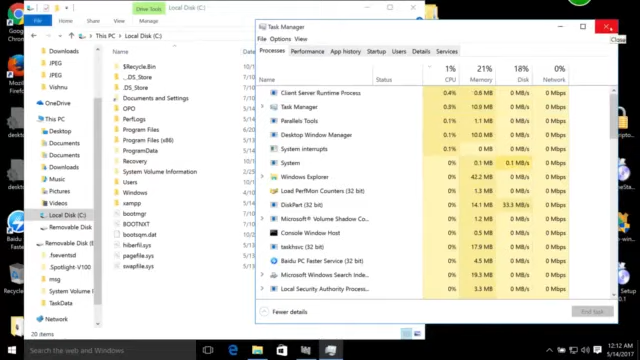 Drive Tools
Local Disk (C:)
File
Home
Share
View
Manage
This PC
Local Disk (C:)
Downloads
JPEG
JPEG
Vishnu
OneDrive
This PC
Desktop
Documents
Documents
Downloads
Music
Pictures
Videos
Local Disk (C:)
Removable Disk
Removable Disk
.fseventsd
.Spotlight-V100
msg
System Volume
TaskData
Network
20 items
Name
$Recycle.Bin
._.DS_Store
.DS_Store
Documents and Settings
OPO
PerfLogs
Program Files
Program Files (x86)
ProgramData
Recovery
System Volume Information
Users
Windows
xampp
bootmgr
BOOTNXT
bootsqm.dat
hiberfil.sys
pagefile.sys
swapfile.sys
Task Manager
Close
File Options View
Processes Performance App history Startup Users Details Services
1% 21% 18% 0%
Name Status CPU Memory Disk Network
Client Server Runtime Process 0.4% 0.6 MB 0 MB/s 0 Mbps
Task Manager 0.3% 10.9 MB 0 MB/s 0 Mbps
Parallels Tools 0.1% 1.1 MB 0 MB/s 0 Mbps
Desktop Window Manager 0.1% 10.0 MB 0 MB/s 0 Mbps
System interrupts 0.1% 0 MB 0 MB/s 0 Mbps
System 0% 0.1 MB 0.1 MB/s 0 Mbps
Windows Explorer 0% 42.2 MB 0 MB/s 0 Mbps
Load PerfMon Counters (32 bit) 0% 1.3 MB 0 MB/s 0 Mbps
DiskPart (32 bit) 0% 14.1 MB 33.3 MB/s 0 Mbps
Microsoft® Volume Shadow Co... 0% 1.2 MB 0 MB/s 0 Mbps
Console Window Host 0% 0.5 MB 0 MB/s 0 Mbps
taskhsvc (32 bit) 0% 17.9 MB 0 MB/s 0 Mbps
Baidu PC Faster Service (32 bit) 0% 4.5 MB 0 MB/s 0 Mbps
Microsoft Windows Search Inde... 0% 19.3 MB 0 MB/s 0 Mbps
Local Security Authority Process... 0% 3.3 MB 0 MB/s 0 Mbps
Fewer details
End task
Search the web and Windows
12:12 AM
5/14/2017